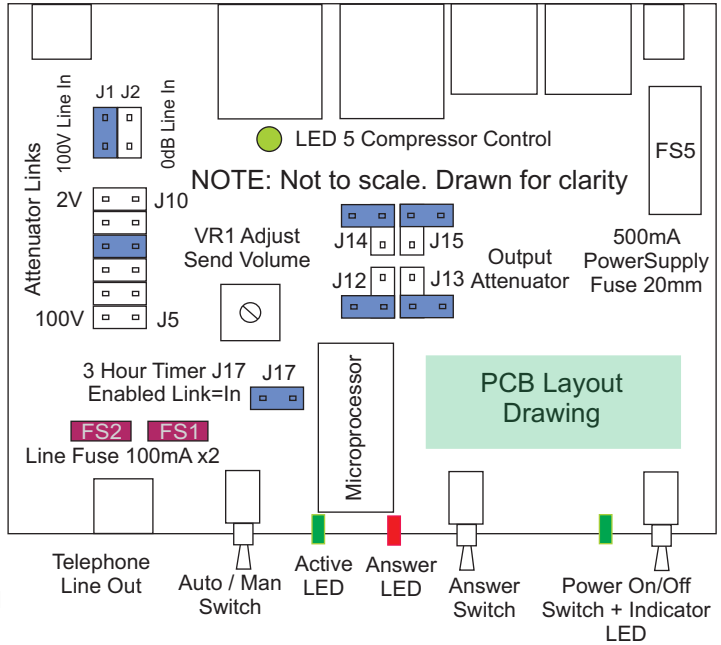 100V Line In
J1 J2
0dB Line In
LED 5 Compressor Control
FS5
NOTE: Not to scale. Drawn for clarity
Attenuator Links
2V
J10
100V
J5
VR1 Adjust
Send Volume
J14
J15
J12
J13
Output
Attenuator
500mA
PowerSupply
Fuse 20mm
3 Hour Timer J17
Enabled Link=In
J17
Microprocessor
PCB Layout
Drawing
FS2
FS1
Line Fuse 100mA x2
Telephone
Line Out
Auto / Man
Switch
Active
LED
Answer
LED
Answer
Switch
Power On/Off
Switch + Indicator
LED